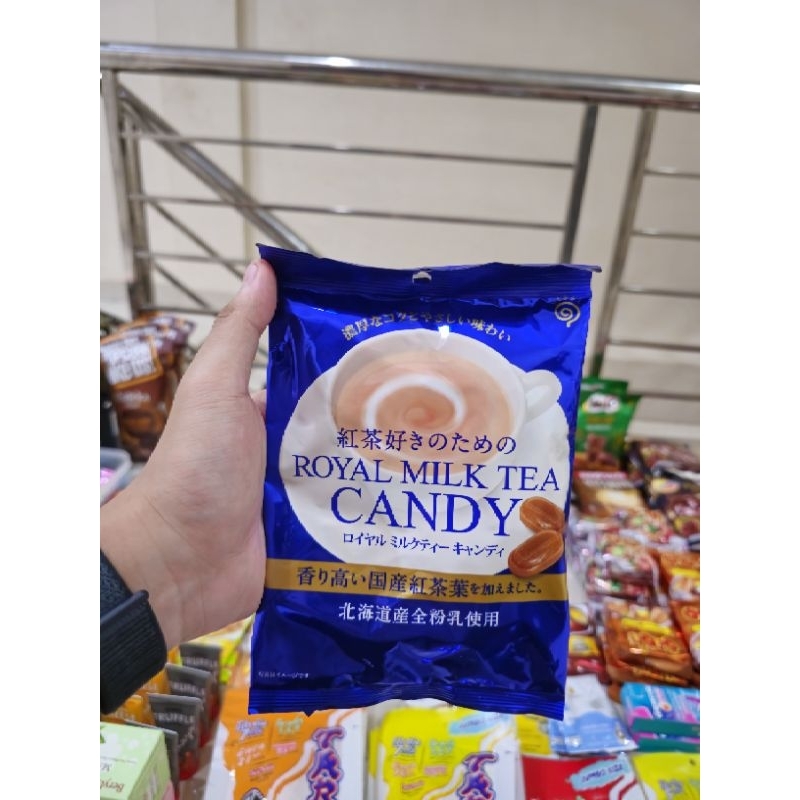 濃厚なコクとやさしい味わい
紅茶好きのための
ROYAL MILK TEA
CANDY
ロイヤル ミルクティー キャンディ
香り高い国産紅茶葉を加えました。
北海道産全粉乳使用